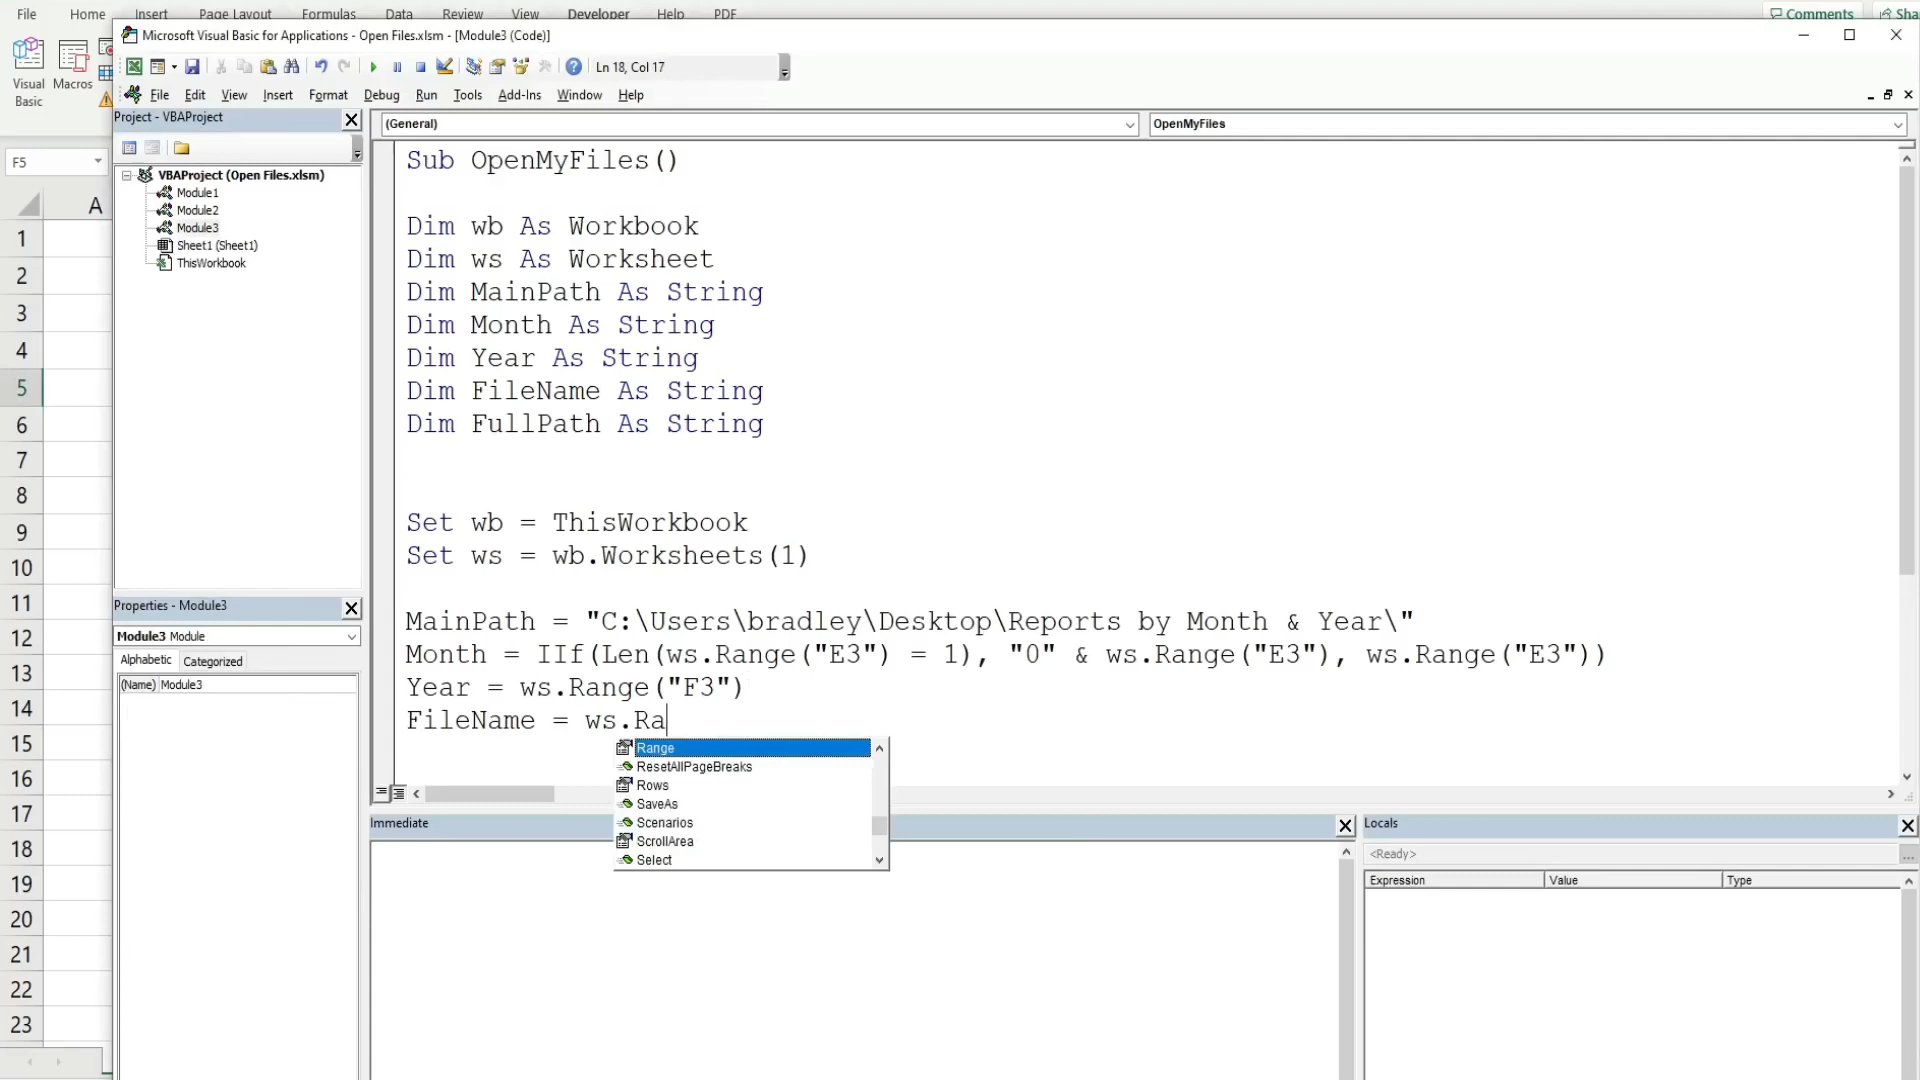 File Home Insert Page Layout Formulas Data Review View Developer Help PDF Comments
Microsoft Visual Basic for Applications - Open Files.xlsm - [Module3 (Code)]
Visual
Basic
Macros
Ln 18, Col 17
File Edit View Insert Format Debug Run Tools Add-Ins Window Help
Project - VBAProject
(General)
OpenMyFiles
F5
VBAProject (Open Files.xlsm)
Module1
Module2
Module3
Sheet1 (Sheet1)
ThisWorkbook
A
1
2
3
4
5
6
7
8
9
10
11
12
13
14
15
16
17
18
19
20
21
22
23
Properties - Module3
Module3 Module
Alphabetic Categorized
(Name) Module3
Sub OpenMyFiles()
Dim wb As Workbook
Dim ws As Worksheet
Dim MainPath As String
Dim Month As String
Dim Year As String
Dim FileName As String
Dim FullPath As String
Set wb = ThisWorkbook
Set ws = wb.Worksheets(1)
MainPath = "C:\Users\bradley\Desktop\Reports by Month & Year\"
Month = IIf(Len(ws.Range("E3") = 1), "0" & ws.Range("E3"), ws.Range("E3"))
Year = ws.Range("F3")
FileName = ws.Ra
Range
ResetAllPageBreaks
Rows
SaveAs
Scenarios
ScrollArea
Select
Immediate
Locals
<Ready>
Expression Value Type